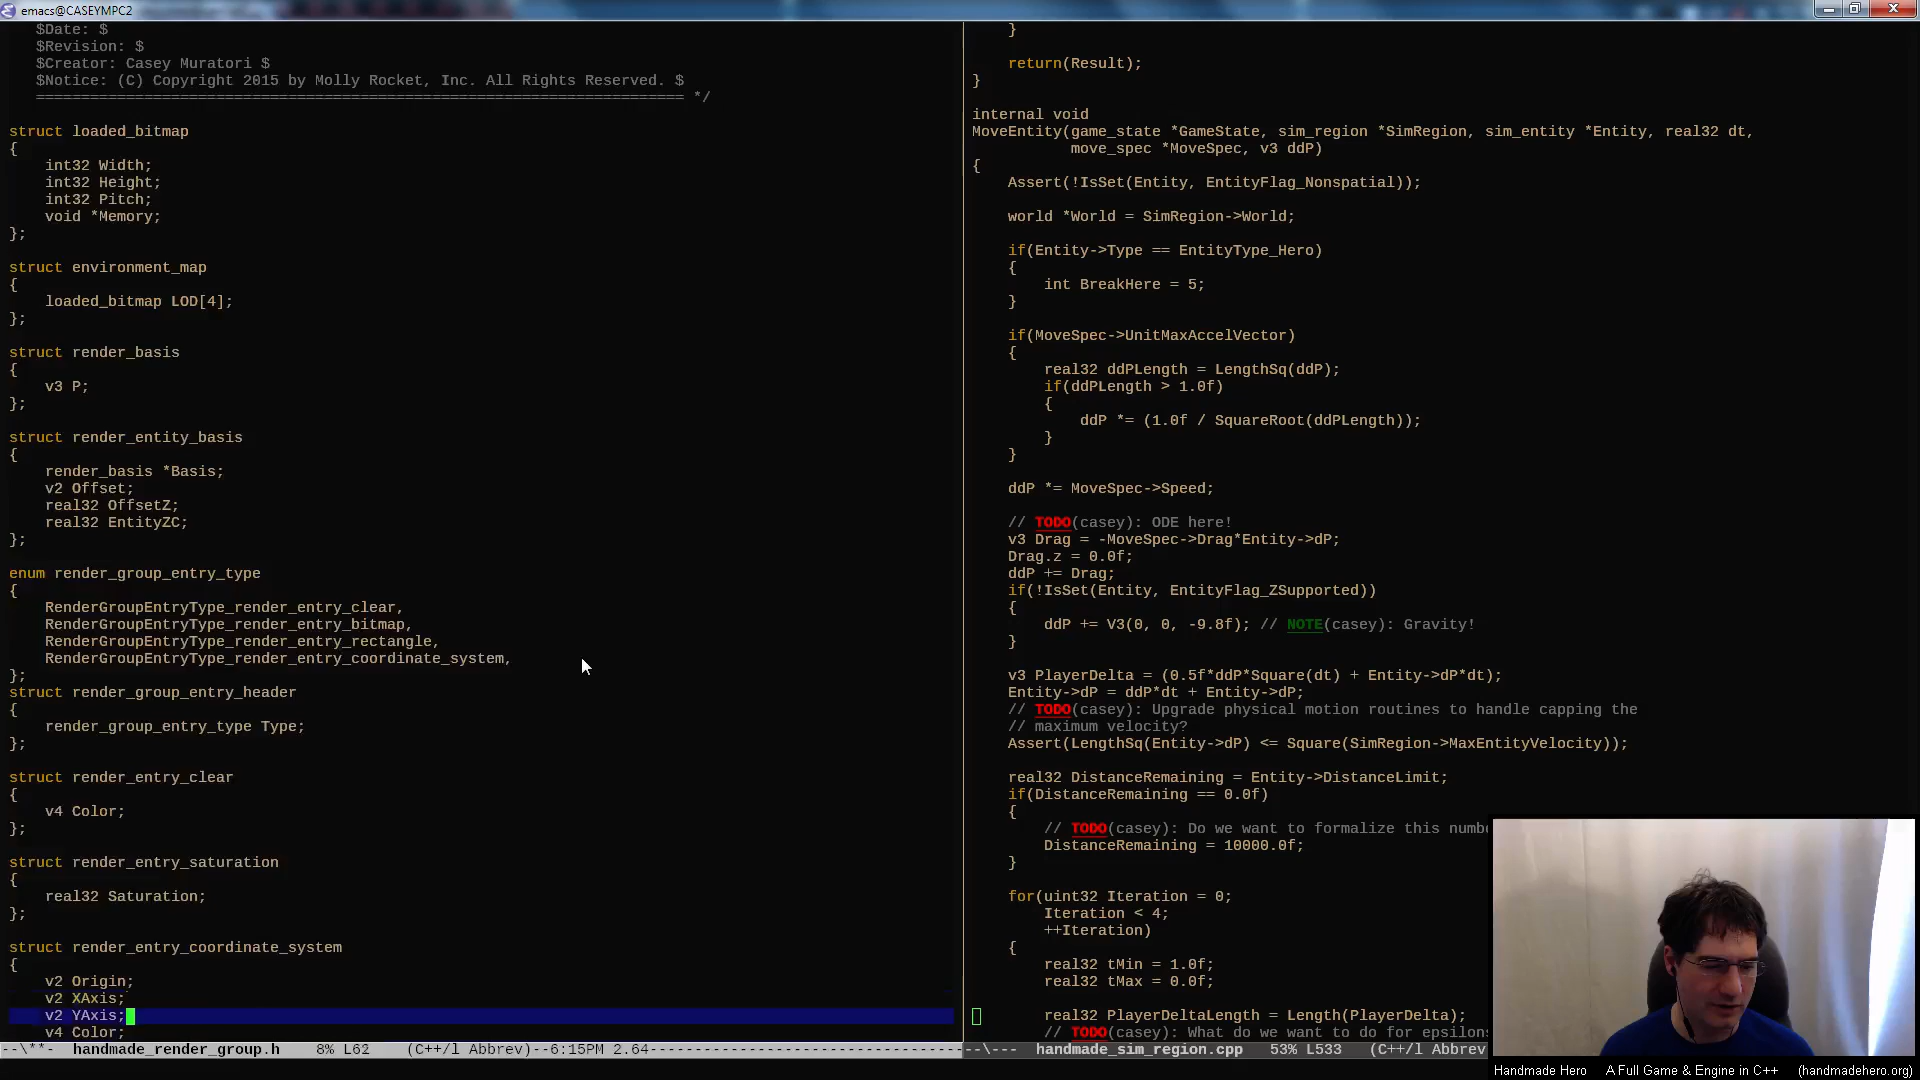 emacs@CASEYMPC2
$Date: $
$Revision: $
$Creator: Casey Muratori $
$Notice: (C) Copyright 2015 by Molly Rocket, Inc. All Rights Reserved. $
======================================================================== */
struct loaded_bitmap
{
int32 Width;
int32 Height;
int32 Pitch;
void *Memory;
};
struct environment_map
{
loaded_bitmap LOD[4];
};
struct render_basis
{
v3 P;
};
struct render_entity_basis
{
render_basis *Basis;
v2 Offset;
real32 OffsetZ;
real32 EntityZC;
};
enum render_group_entry_type
{
RenderGroupEntryType_render_entry_clear,
RenderGroupEntryType_render_entry_bitmap,
RenderGroupEntryType_render_entry_rectangle,
RenderGroupEntryType_render_entry_coordinate_system,
};
struct render_group_entry_header
{
render_group_entry_type Type;
};
struct render_entry_clear
{
v4 Color;
};
struct render_entry_saturation
{
real32 Saturation;
};
struct render_entry_coordinate_system
{
v2 Origin;
v2 XAxis;
v2 YAxis;
v4 Color;
--\**-  handmade_render_group.h    8% L62    (C++/l Abbrev)--6:15PM 2.64-----------------------------------
}
return(Result);
}
internal void
MoveEntity(game_state *GameState, sim_region *SimRegion, sim_entity *Entity, real32 dt,
move_spec *MoveSpec, v3 ddP)
{
Assert(!IsSet(Entity, EntityFlag_Nonspatial));
world *World = SimRegion->World;
if(Entity->Type == EntityType_Hero)
{
int BreakHere = 5;
}
if(MoveSpec->UnitMaxAccelVector)
{
real32 ddPLength = LengthSq(ddP);
if(ddPLength > 1.0f)
{
ddP *= (1.0f / SquareRoot(ddPLength));
}
}
ddP *= MoveSpec->Speed;
// TODO(casey): ODE here!
v3 Drag = -MoveSpec->Drag*Entity->dP;
Drag.z = 0.0f;
ddP += Drag;
if(!IsSet(Entity, EntityFlag_ZSupported))
{
ddP += V3(0, 0, -9.8f); // NOTE(casey): Gravity!
}
v3 PlayerDelta = (0.5f*ddP*Square(dt) + Entity->dP*dt);
Entity->dP = ddP*dt + Entity->dP;
// TODO(casey): Upgrade physical motion routines to handle capping the
// maximum velocity?
Assert(LengthSq(Entity->dP) <= Square(SimRegion->MaxEntityVelocity));
real32 DistanceRemaining = Entity->DistanceLimit;
if(DistanceRemaining == 0.0f)
{
// TODO(casey): Do we want to formalize this numb
DistanceRemaining = 10000.0f;
}
for(uint32 Iteration = 0;
Iteration < 4;
++Iteration)
{
real32 tMin = 1.0f;
real32 tMax = 0.0f;
real32 PlayerDeltaLength = Length(PlayerDelta);
// TODO(casey): What do we want to do for epsilons
--\---  handmade_sim_region.cpp   53% L533   (C++/l Abbrev
Handmade Hero    A Full Game & Engine in C++    (handmadehero.org)